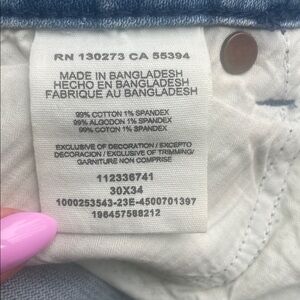 RN 130273 CA 55394
MADE IN BANGLADESH
HECHO EN BANGLADESH
FABRIQUE AU BANGLADESH
99% COTTON 1% SPANDEX
99% ALGODON 1% SPANDEX
99% COTON 1% SPANDEX
EXCLUSIVE OF DECORATION / EXCEPTO
DECORACION / EXCLUSIVE OF TRIMMING/
GARNITURE NON COMPRISE
112336741
30X34
1000253543-23E-4500701397
196457588212